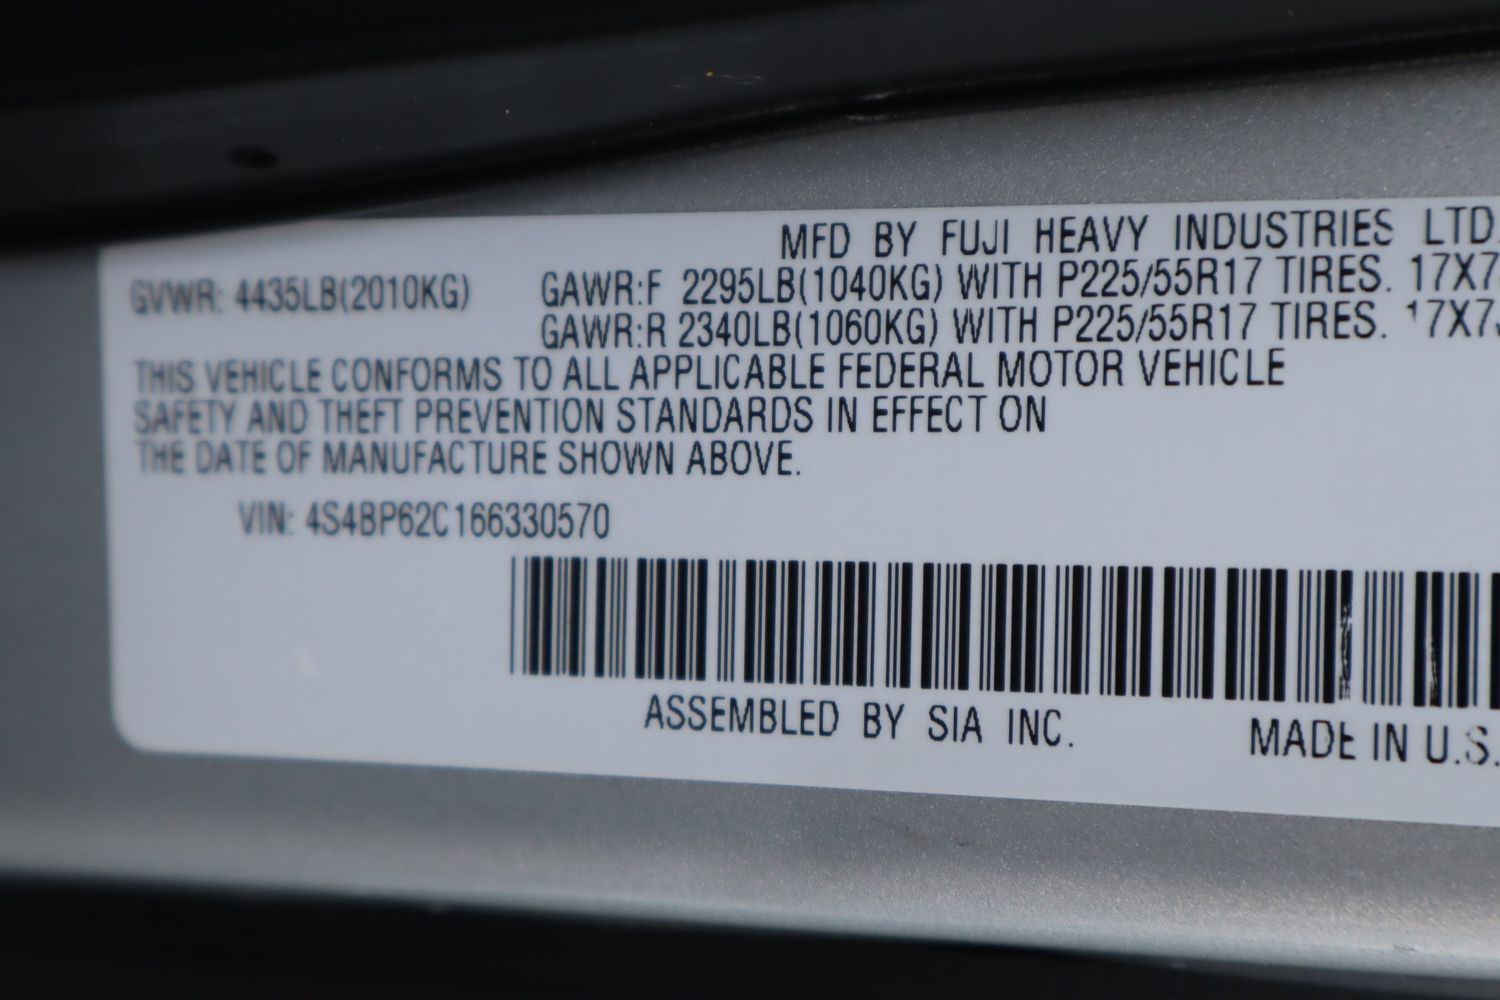 MFD BY FUJI HEAVY INDUSTRIES LTD.
GVWR: 4435LB(2010KG) GAWR:F 2295LB(1040KG) WITH P225/55R17 TIRES. 17X7
GAWR:R 2340LB(1060KG) WITH P225/55R17 TIRES. 17X7
THIS VEHICLE CONFORMS TO ALL APPLICABLE FEDERAL MOTOR VEHICLE
SAFETY AND THEFT PREVENTION STANDARDS IN EFFECT ON
THE DATE OF MANUFACTURE SHOWN ABOVE.
VIN: 4S4BP62C166330570
ASSEMBLED BY SIA INC. MADE IN U.S.